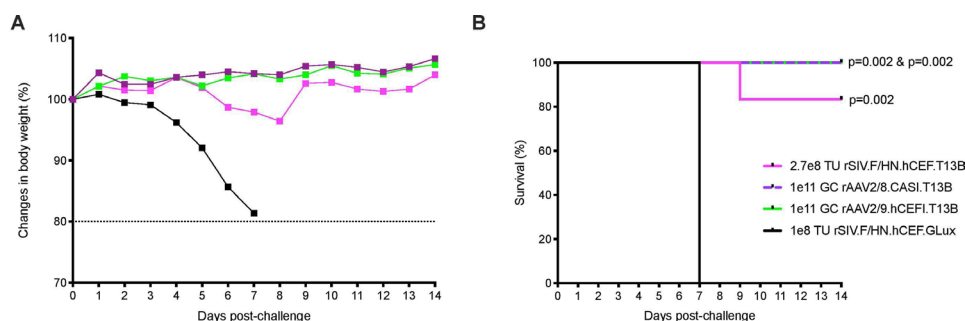 A
Changes in body weight (%)
110
100
90
80
70
0 1 2 3 4 5 6 7 8 9 10 11 12 13 14
Days post-challenge
B
Survival (%)
100
80
60
40
20
0
0 1 2 3 4 5 6 7 8 9 10 11 12 13 14
Days post-challenge
p=0.002 & p=0.002
p=0.002
2.7e8 TU rSIV.F/HN.hCEF.T13B
1e11 GC rAAV2/8.CASI.T13B
1e11 GC rAAV2/9.hCEFI.T13B
1e8 TU rSIV.F/HN.hCEF.GLux